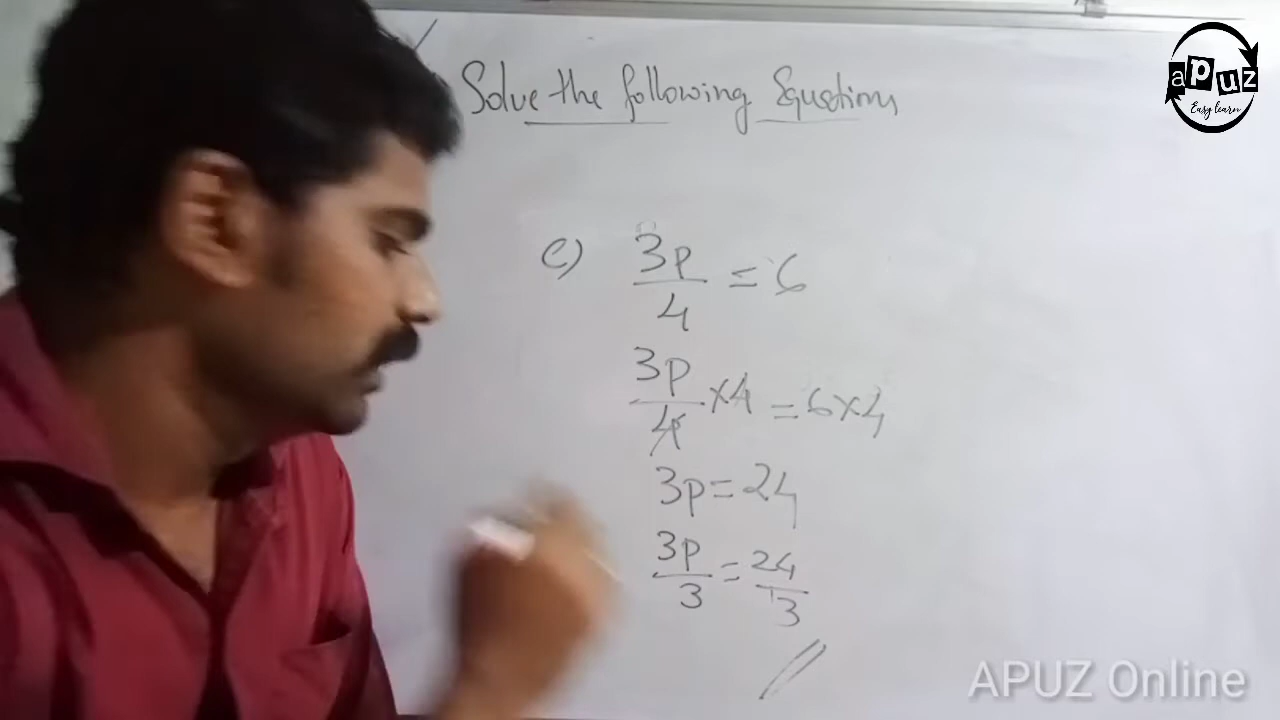 Solve the following Equations
apuz
Easy learn
c) 3p/4 = 6
3p/4 ×4 = 6×4
3p = 24
3p/3 = 24/3
APUZ Online